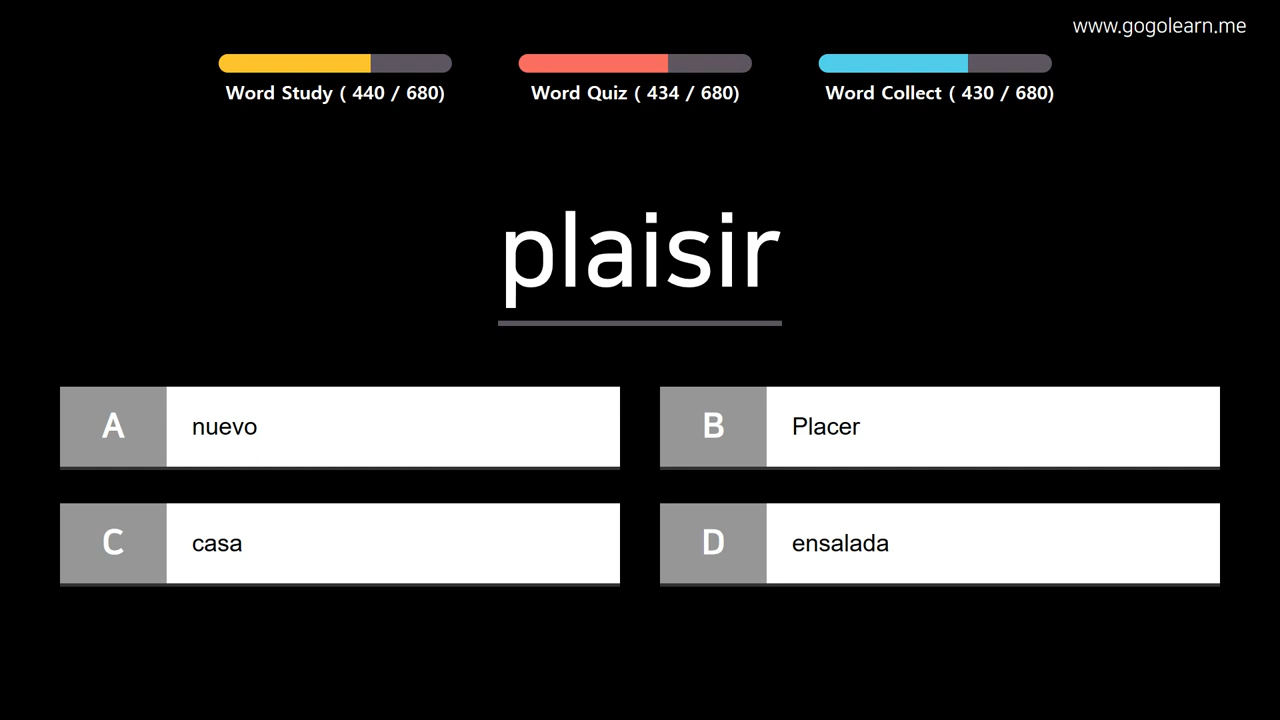 www.gogolearn.me
Word Study ( 440 / 680)
Word Quiz ( 434 / 680)
Word Collect ( 430 / 680)
plaisir
A nuevo
B Placer
C casa
D ensalada